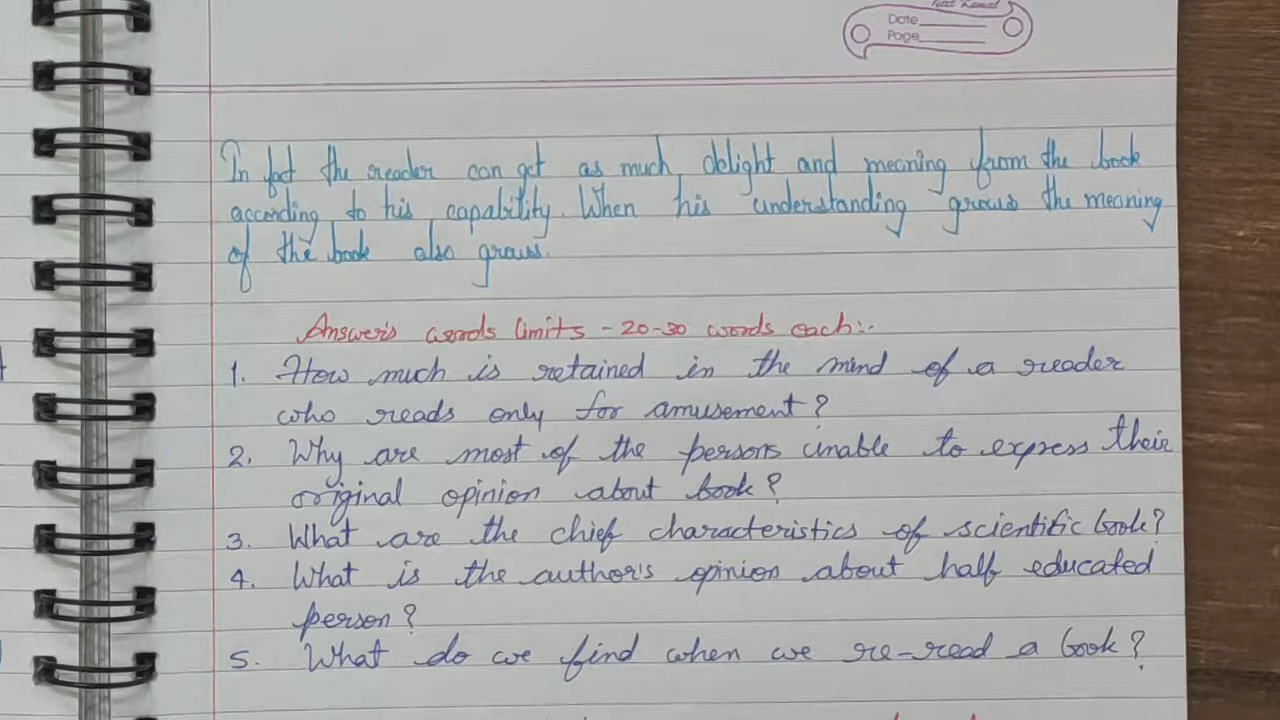 Date
Page
In fact the reader can get as much delight and meaning from the book
according to his capability. When his understanding grows the meaning
of the book also grows.
Answer's words limits - 20-30 words each:-
1. How much is retained in the mind of a reader
who reads only for amusement?
2. Why are most of the persons unable to express their
original opinion about book?
3. What are the chief characteristics of scientific book?
4. What is the author's opinion about half educated
person?
5. What do we find when we re-read a book?